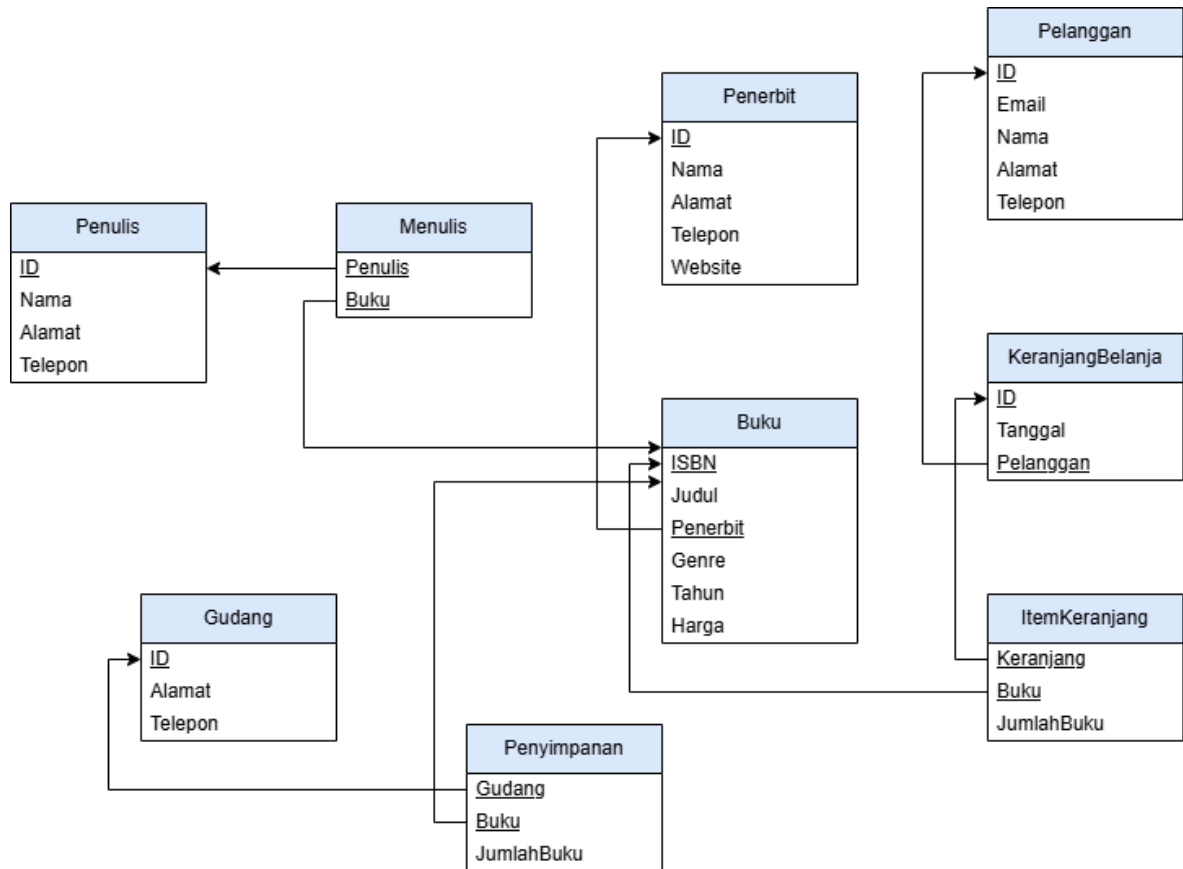 Pelanggan
ID
Email
Nama
Alamat
Telepon
Penerbit
ID
Nama
Alamat
Telepon
Website
Penulis
ID
Nama
Alamat
Telepon
Menulis
Penulis
Buku
KeranjangBelanja
ID
Tanggal
Pelanggan
Buku
ISBN
Judul
Penerbit
Genre
Tahun
Harga
Gudang
ID
Alamat
Telepon
ItemKeranjang
Keranjang
Buku
JumlahBuku
Penyimpanan
Gudang
Buku
JumlahBuku